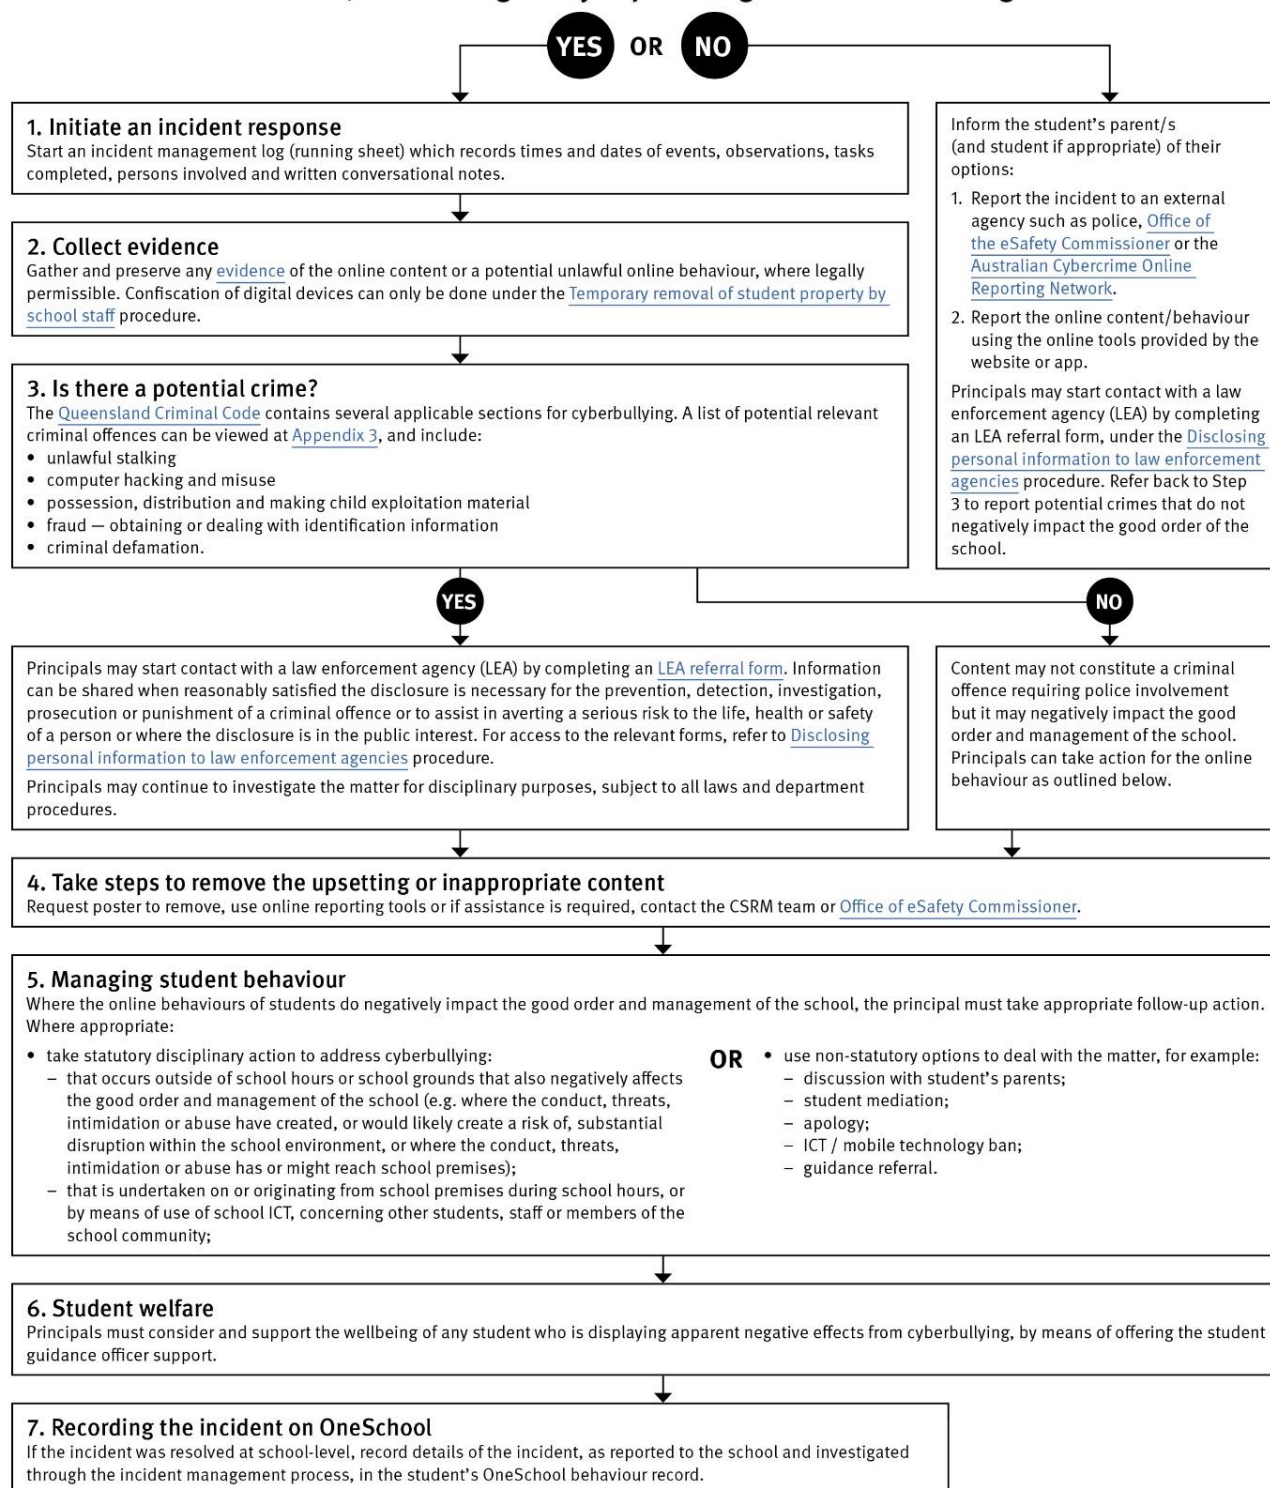 YES OR NO
1. Initiate an incident response
Start an incident management log (running sheet) which records times and dates of events, observations, tasks
completed, persons involved and written conversational notes.
2. Collect evidence
Gather and preserve any evidence of the online content or a potential unlawful online behaviour, where legally
permissible. Confiscation of digital devices can only be done under the Temporary removal of student property by
school staff procedure.
3. Is there a potential crime?
The Queensland Criminal Code contains several applicable sections for cyberbullying. A list of potential relevant
criminal offences can be viewed at Appendix 3, and include:
• unlawful stalking
• computer hacking and misuse
• possession, distribution and making child exploitation material
• fraud — obtaining or dealing with identification information
• criminal defamation.
Inform the student's parent/s
(and student if appropriate) of their
options:
1. Report the incident to an external
agency such as police, Office of
the eSafety Commissioner or the
Australian Cybercrime Online
Reporting Network.
2. Report the online content/behaviour
using the online tools provided by the
website or app.
Principals may start contact with a law
enforcement agency (LEA) by completing
an LEA referral form, under the Disclosing
personal information to law enforcement
agencies procedure. Refer back to Step
3 to report potential crimes that do not
negatively impact the good order of the
school.
YES
NO
Principals may start contact with a law enforcement agency (LEA) by completing an LEA referral form. Information
can be shared when reasonably satisfied the disclosure is necessary for the prevention, detection, investigation,
prosecution or punishment of a criminal offence or to assist in averting a serious risk to the life, health or safety
of a person or where the disclosure is in the public interest. For access to the relevant forms, refer to Disclosing
personal information to law enforcement agencies procedure.
Principals may continue to investigate the matter for disciplinary purposes, subject to all laws and department
procedures.
Content may not constitute a criminal
offence requiring police involvement
but it may negatively impact the good
order and management of the school.
Principals can take action for the online
behaviour as outlined below.
4. Take steps to remove the upsetting or inappropriate content
Request poster to remove, use online reporting tools or if assistance is required, contact the CSRM team or Office of eSafety Commissioner.
5. Managing student behaviour
Where the online behaviours of students do negatively impact the good order and management of the school, the principal must take appropriate follow-up action.
Where appropriate:
• take statutory disciplinary action to address cyberbullying:
– that occurs outside of school hours or school grounds that also negatively affects
the good order and management of the school (e.g. where the conduct, threats,
intimidation or abuse have created, or would likely create a risk of, substantial
disruption within the school environment, or where the conduct, threats,
intimidation or abuse has or might reach school premises);
– that is undertaken on or originating from school premises during school hours, or
by means of use of school ICT, concerning other students, staff or members of the
school community;
OR
• use non-statutory options to deal with the matter, for example:
– discussion with student's parents;
– student mediation;
– apology;
– ICT / mobile technology ban;
– guidance referral.
6. Student welfare
Principals must consider and support the wellbeing of any student who is displaying apparent negative effects from cyberbullying, by means of offering the student
guidance officer support.
7. Recording the incident on OneSchool
If the incident was resolved at school-level, record details of the incident, as reported to the school and investigated
through the incident management process, in the student's OneSchool behaviour record.